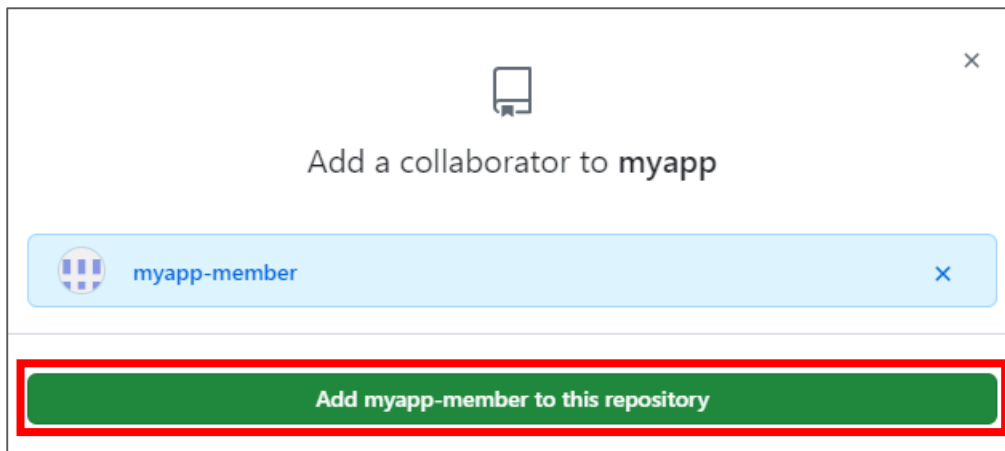 Add a collaborator to myapp
myapp-member
Add myapp-member to this repository